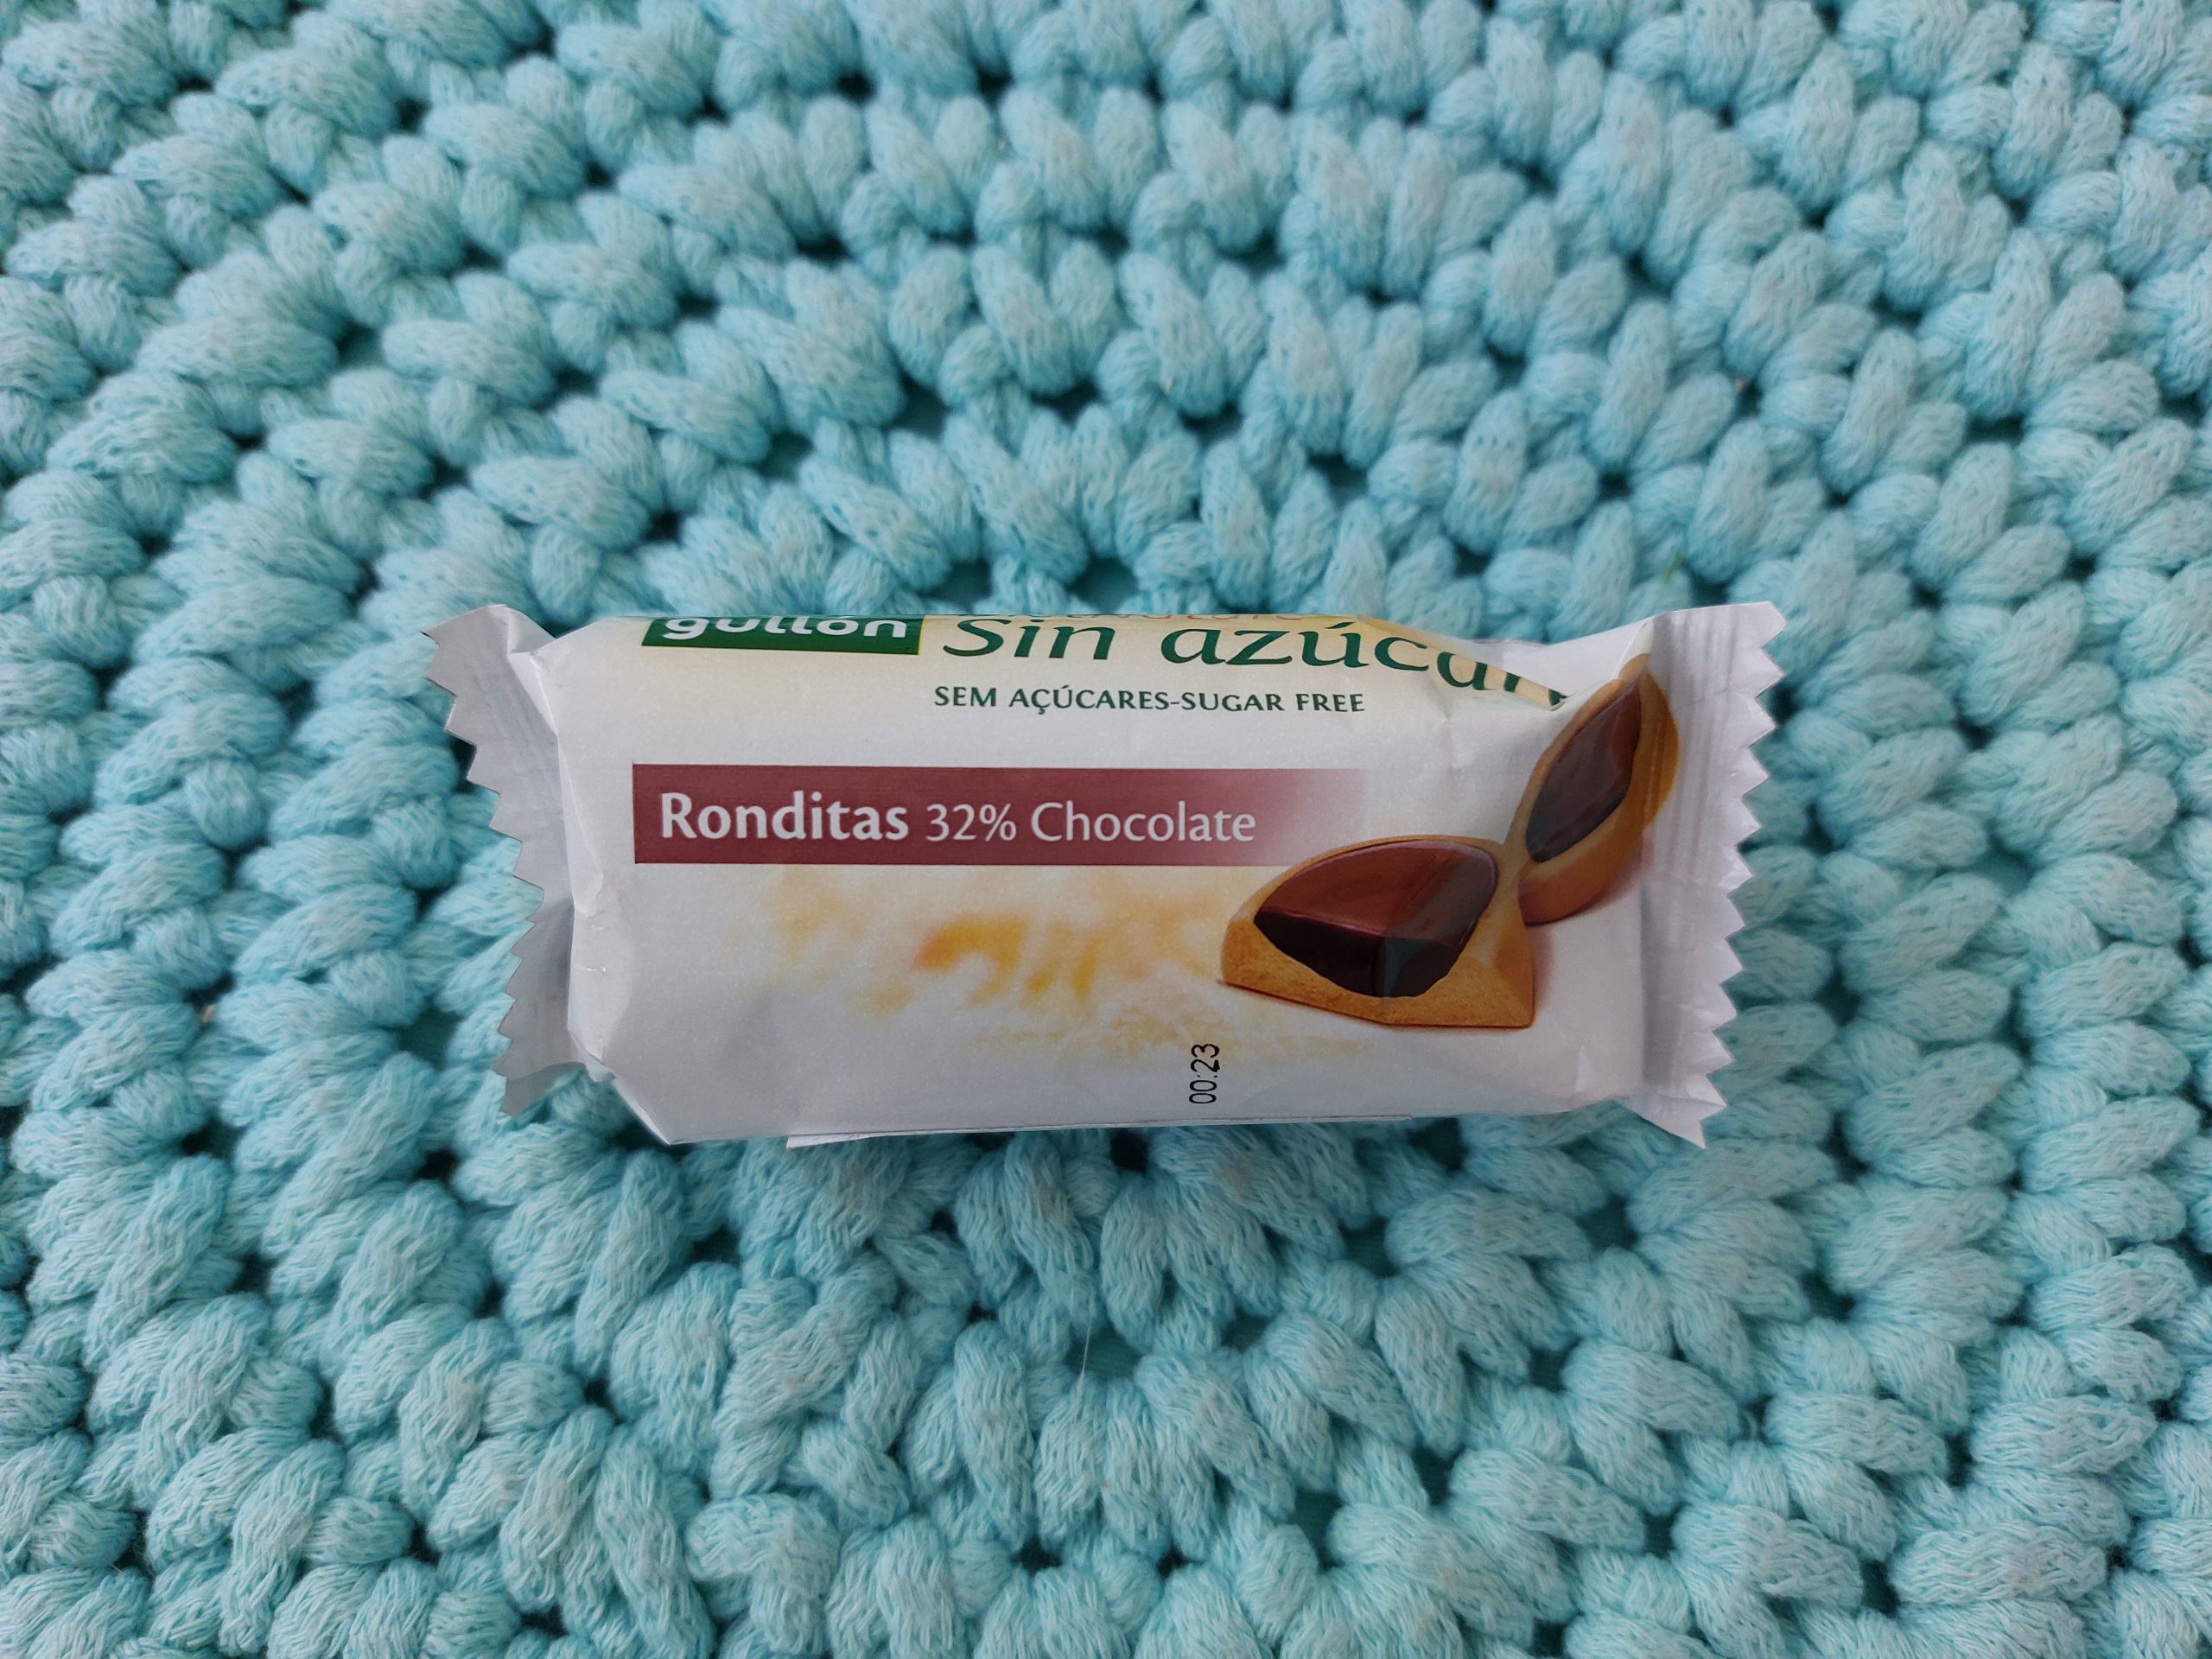 gullón
Sin azúcar
SEM AÇÚCARES-SUGAR FREE
Ronditas 32% Chocolate
00:23